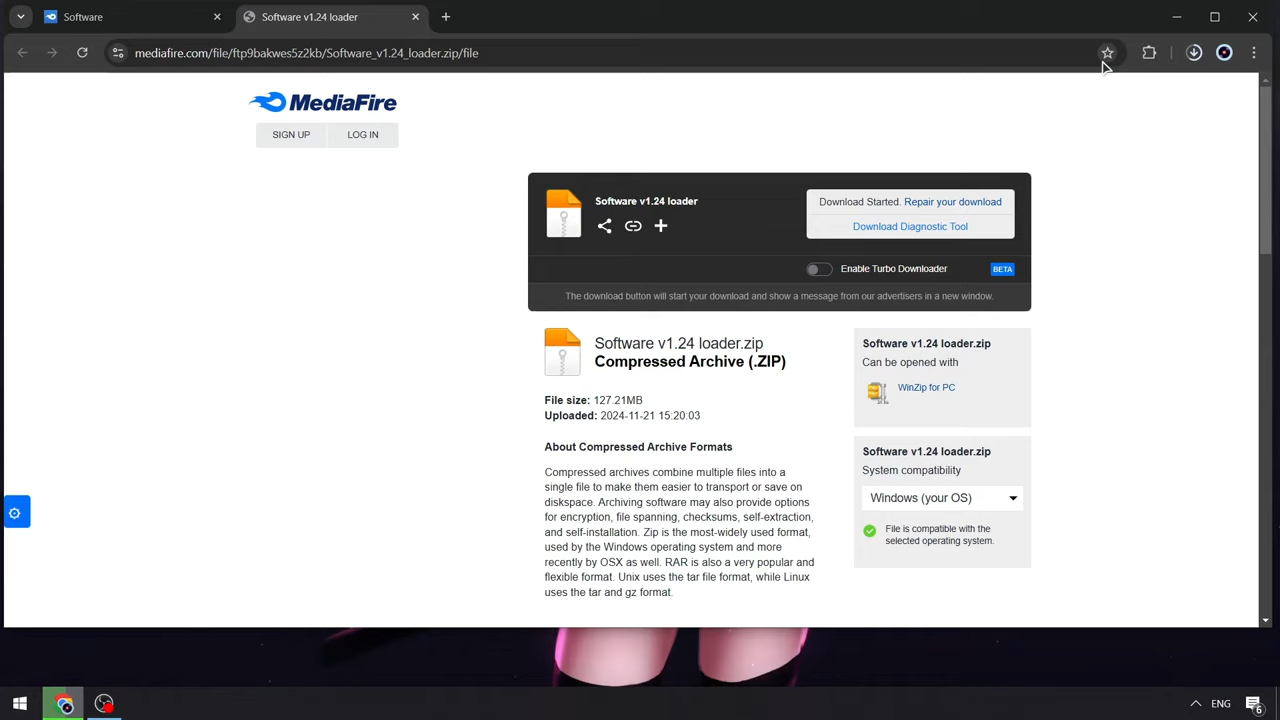 Software
Software v1.24 loader
mediafire.com/file/ftp9bakwes5z2kb/Software_v1.24_loader.zip/file
MediaFire
SIGN UP
LOG IN
Software v1.24 loader
Download Started. Repair your download
Download Diagnostic Tool
Enable Turbo Downloader
BETA
The download button will start your download and show a message from our advertisers in a new window.
Software v1.24 loader.zip
Compressed Archive (.ZIP)
File size: 127.21MB
Uploaded: 2024-11-21 15:20:03
About Compressed Archive Formats
Compressed archives combine multiple files into a
single file to make them easier to transport or save on
diskspace. Archiving software may also provide options
for encryption, file spanning, checksums, self-extraction,
and self-installation. Zip is the most-widely used format,
used by the Windows operating system and more
recently by OSX as well. RAR is also a very popular and
flexible format. Unix uses the tar file format, while Linux
uses the tar and gz format.
Software v1.24 loader.zip
Can be opened with
WinZip for PC
Software v1.24 loader.zip
System compatibility
Windows (your OS)
File is compatible with the
selected operating system.
ENG
6